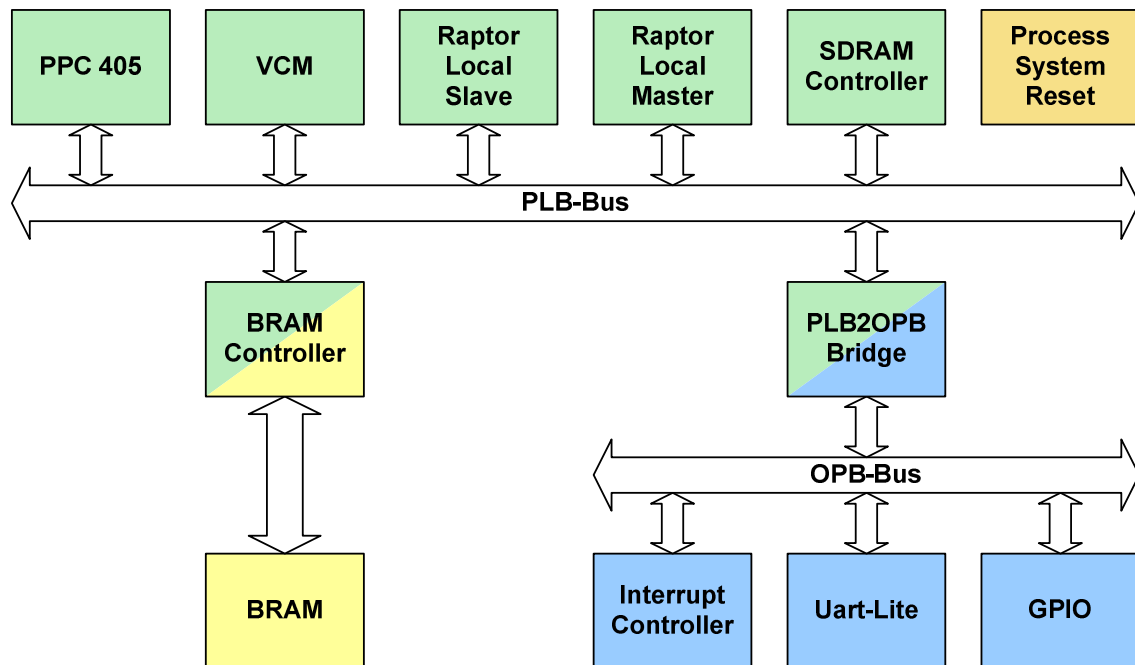 PPC 405
VCM
Raptor
Local
Slave
Raptor
Local
Master
SDRAM
Controller
Process
System
Reset
PLB-Bus
BRAM
Controller
PLB2OPB
Bridge
OPB-Bus
BRAM
Interrupt
Controller
Uart-Lite
GPIO